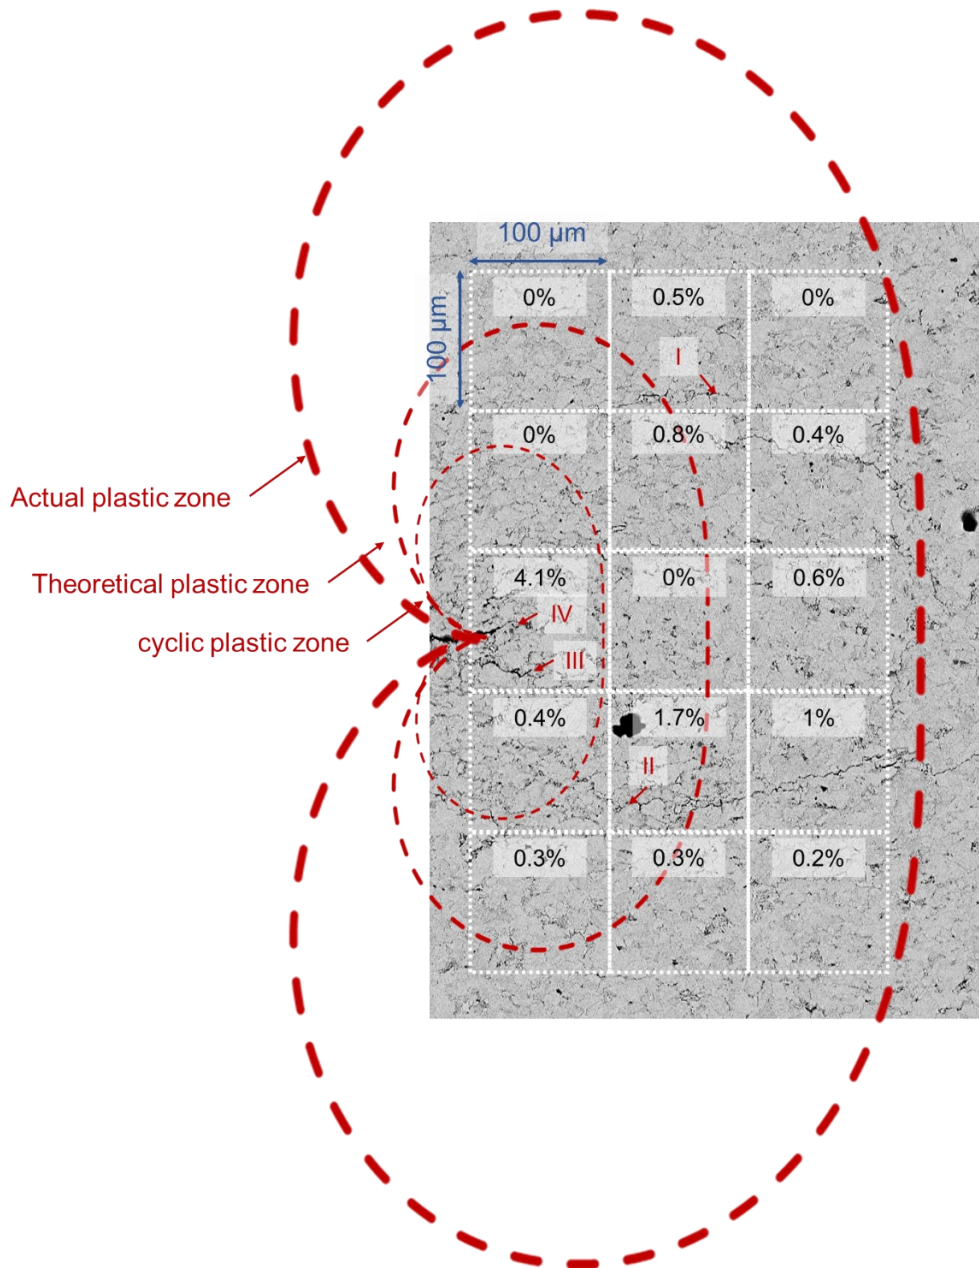 100 µm
100 µm
0%
0.5%
0%
I
0%
0.8%
0.4%
Actual plastic zone
Theoretical plastic zone
cyclic plastic zone
4.1%
0%
0.6%
IV
III
0.4%
1.7%
1%
II
0.3%
0.3%
0.2%